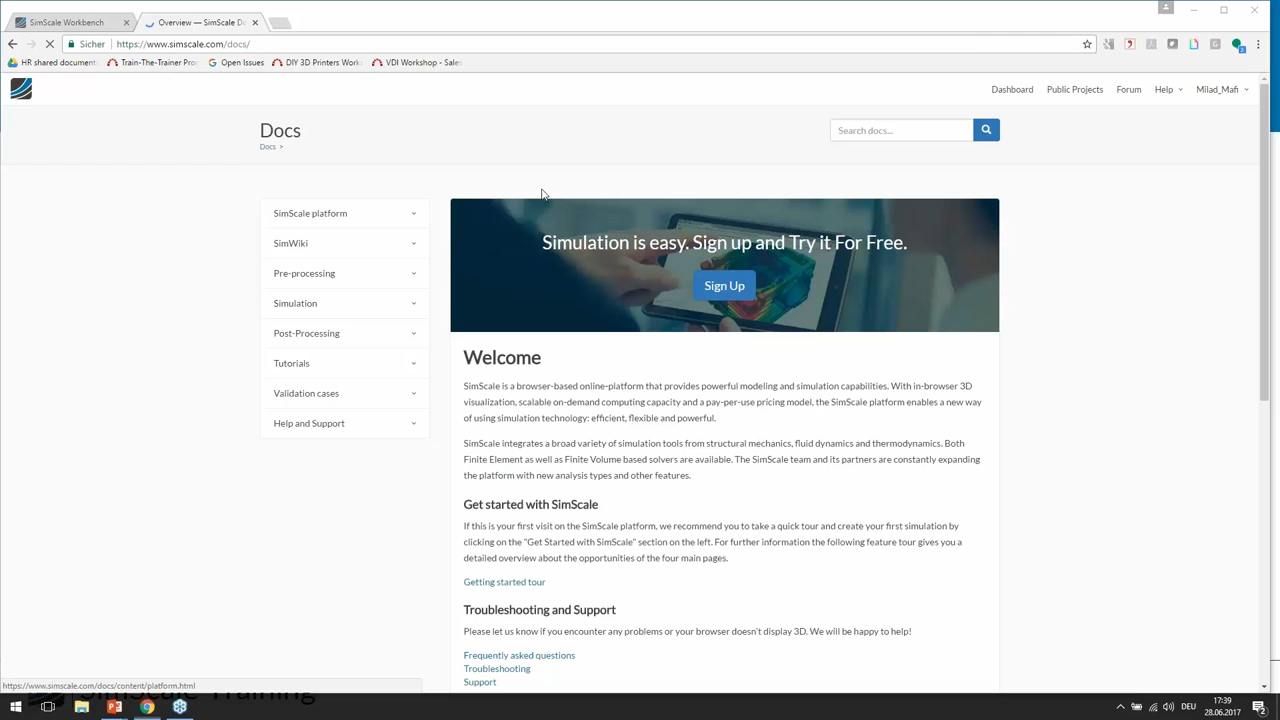 SimScale Workbench
Overview — SimScale Do
Sicher https://www.simscale.com/docs/
HR shared document
Train-The-Trainer Pro
Open Issues
DIY 3D Printers Work
VDI Workshop - Sales
Dashboard Public Projects Forum Help Milad_Mafi
Docs
Docs >
Search docs...
SimScale platform
SimWiki
Pre-processing
Simulation
Post-Processing
Tutorials
Validation cases
Help and Support
Simulation is easy. Sign up and Try it For Free.
Sign Up
Welcome
SimScale is a browser-based online-platform that provides powerful modeling and simulation capabilities. With in-browser 3D
visualization, scalable on-demand computing capacity and a pay-per-use pricing model, the SimScale platform enables a new way
of using simulation technology: efficient, flexible and powerful.
SimScale integrates a broad variety of simulation tools from structural mechanics, fluid dynamics and thermodynamics. Both
Finite Element as well as Finite Volume based solvers are available. The SimScale team and its partners are constantly expanding
the platform with new analysis types and other features.
Get started with SimScale
If this is your first visit on the SimScale platform, we recommend you to take a quick tour and create your first simulation by
clicking on the "Get Started with SimScale" section on the left. For further information the following feature tour gives you a
detailed overview about the opportunities of the four main pages.
Getting started tour
Troubleshooting and Support
Please let us know if you encounter any problems or your browser doesn't display 3D. We will be happy to help!
Frequently asked questions
Troubleshooting
Support
https://www.simscale.com/docs/content/platform.html
SimScale Training
DEU
17:39
28.06.2017